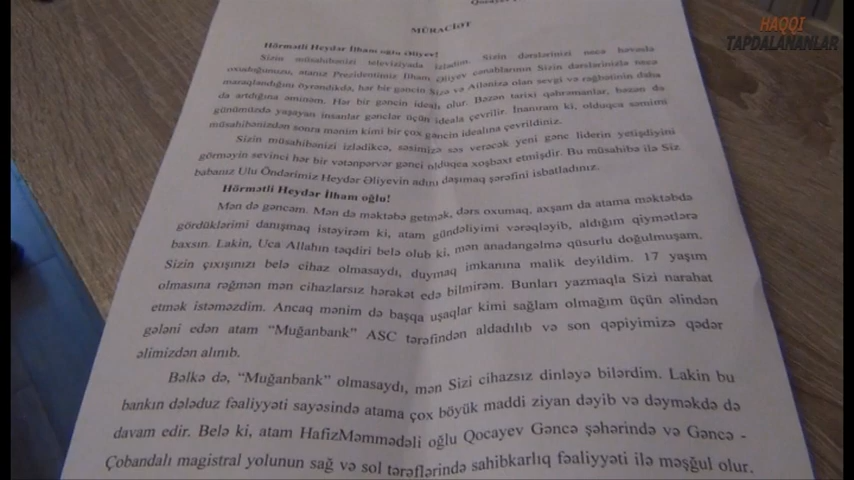 HAQQI
TAPDALANANLAR
Qocayev
MÜRACİƏT
Hörmətli Heydər İlham oğlu Əliyev!
Sizin müsahibənizi televiziyada izlədim. Sizin dərslərinizi necə həvəslə
oxuduğunuzu, atanız Prezidentimiz İlham Əliyev cənablarının Sizin dərslərinizlə necə
maraqlandığını öyrəndikdə, hər bir gəncin Sizə və Ailənizə olan sevgi və rəğbətinin daha
da artdığına əminəm. Hər bir gəncin idealı olur. Bəzən tarixi qəhrəmanlar, bəzən də
günümüzdə yaşayan insanlar gənclər üçün ideala çevrilir. İnanıram ki, olduqca səmimi
müsahibənizdən sonra mənim kimi bir çox gəncin idealına çevrildiniz.
Sizin müsahibənizi izlədikcə, səsimizə səs verəcək yeni gənc liderin yetişdiyini
görməyin sevinci hər bir vətənpərvər gənci olduqca xoşbəxt etmişdir. Bu müsahibə ilə Siz
babanız Ulu Öndərimiz Heydər Əliyevin adını daşımaq şərəfini isbatladınız.
Hörmətli Heydər İlham oğlu!
Mən də gəncəm. Mən də məktəbə getmək, dərs oxumaq, axşam da atama məktəbdə
gördüklərimi danışmaq istəyirəm ki, atam gündəliyimi vərəqləyib, aldığım qiymətlərə
baxsın. Lakin, Uca Allahın təqdiri belə olub ki, mən anadangəlmə qüsurlu doğulmuşam.
Sizin çıxışınızı belə cihaz olmasaydı, duymaq imkanına malik deyildim. 17 yaşım
olmasına rəğmən mən cihazlarsız hərəkət edə bilmirəm. Bunları yazmaqla Sizi narahat
etmək istəməzdim. Ancaq mənim də başqa uşaqlar kimi sağlam olmağım üçün əlindən
gələni edən atam “Muğanbank” ASC tərəfindən aldadılıb və son qəpiyimizə qədər
əlimizdən alınıb.
Bəlkə də, “Muğanbank” olmasaydı, mən Sizi cihazsız dinləyə bilərdim. Lakin bu
bankın dələduz fəaliyyəti sayəsində atama çox böyük maddi ziyan dəyib və dəyməkdə də
davam edir. Belə ki, atam HafizMəmmədəli oğlu Qocayev Gəncə şəhərində və Gəncə -
Çobandalı magistral yolunun sağ və sol tərəflərində sahibkarlıq fəaliyyəti ilə məşğul olur.